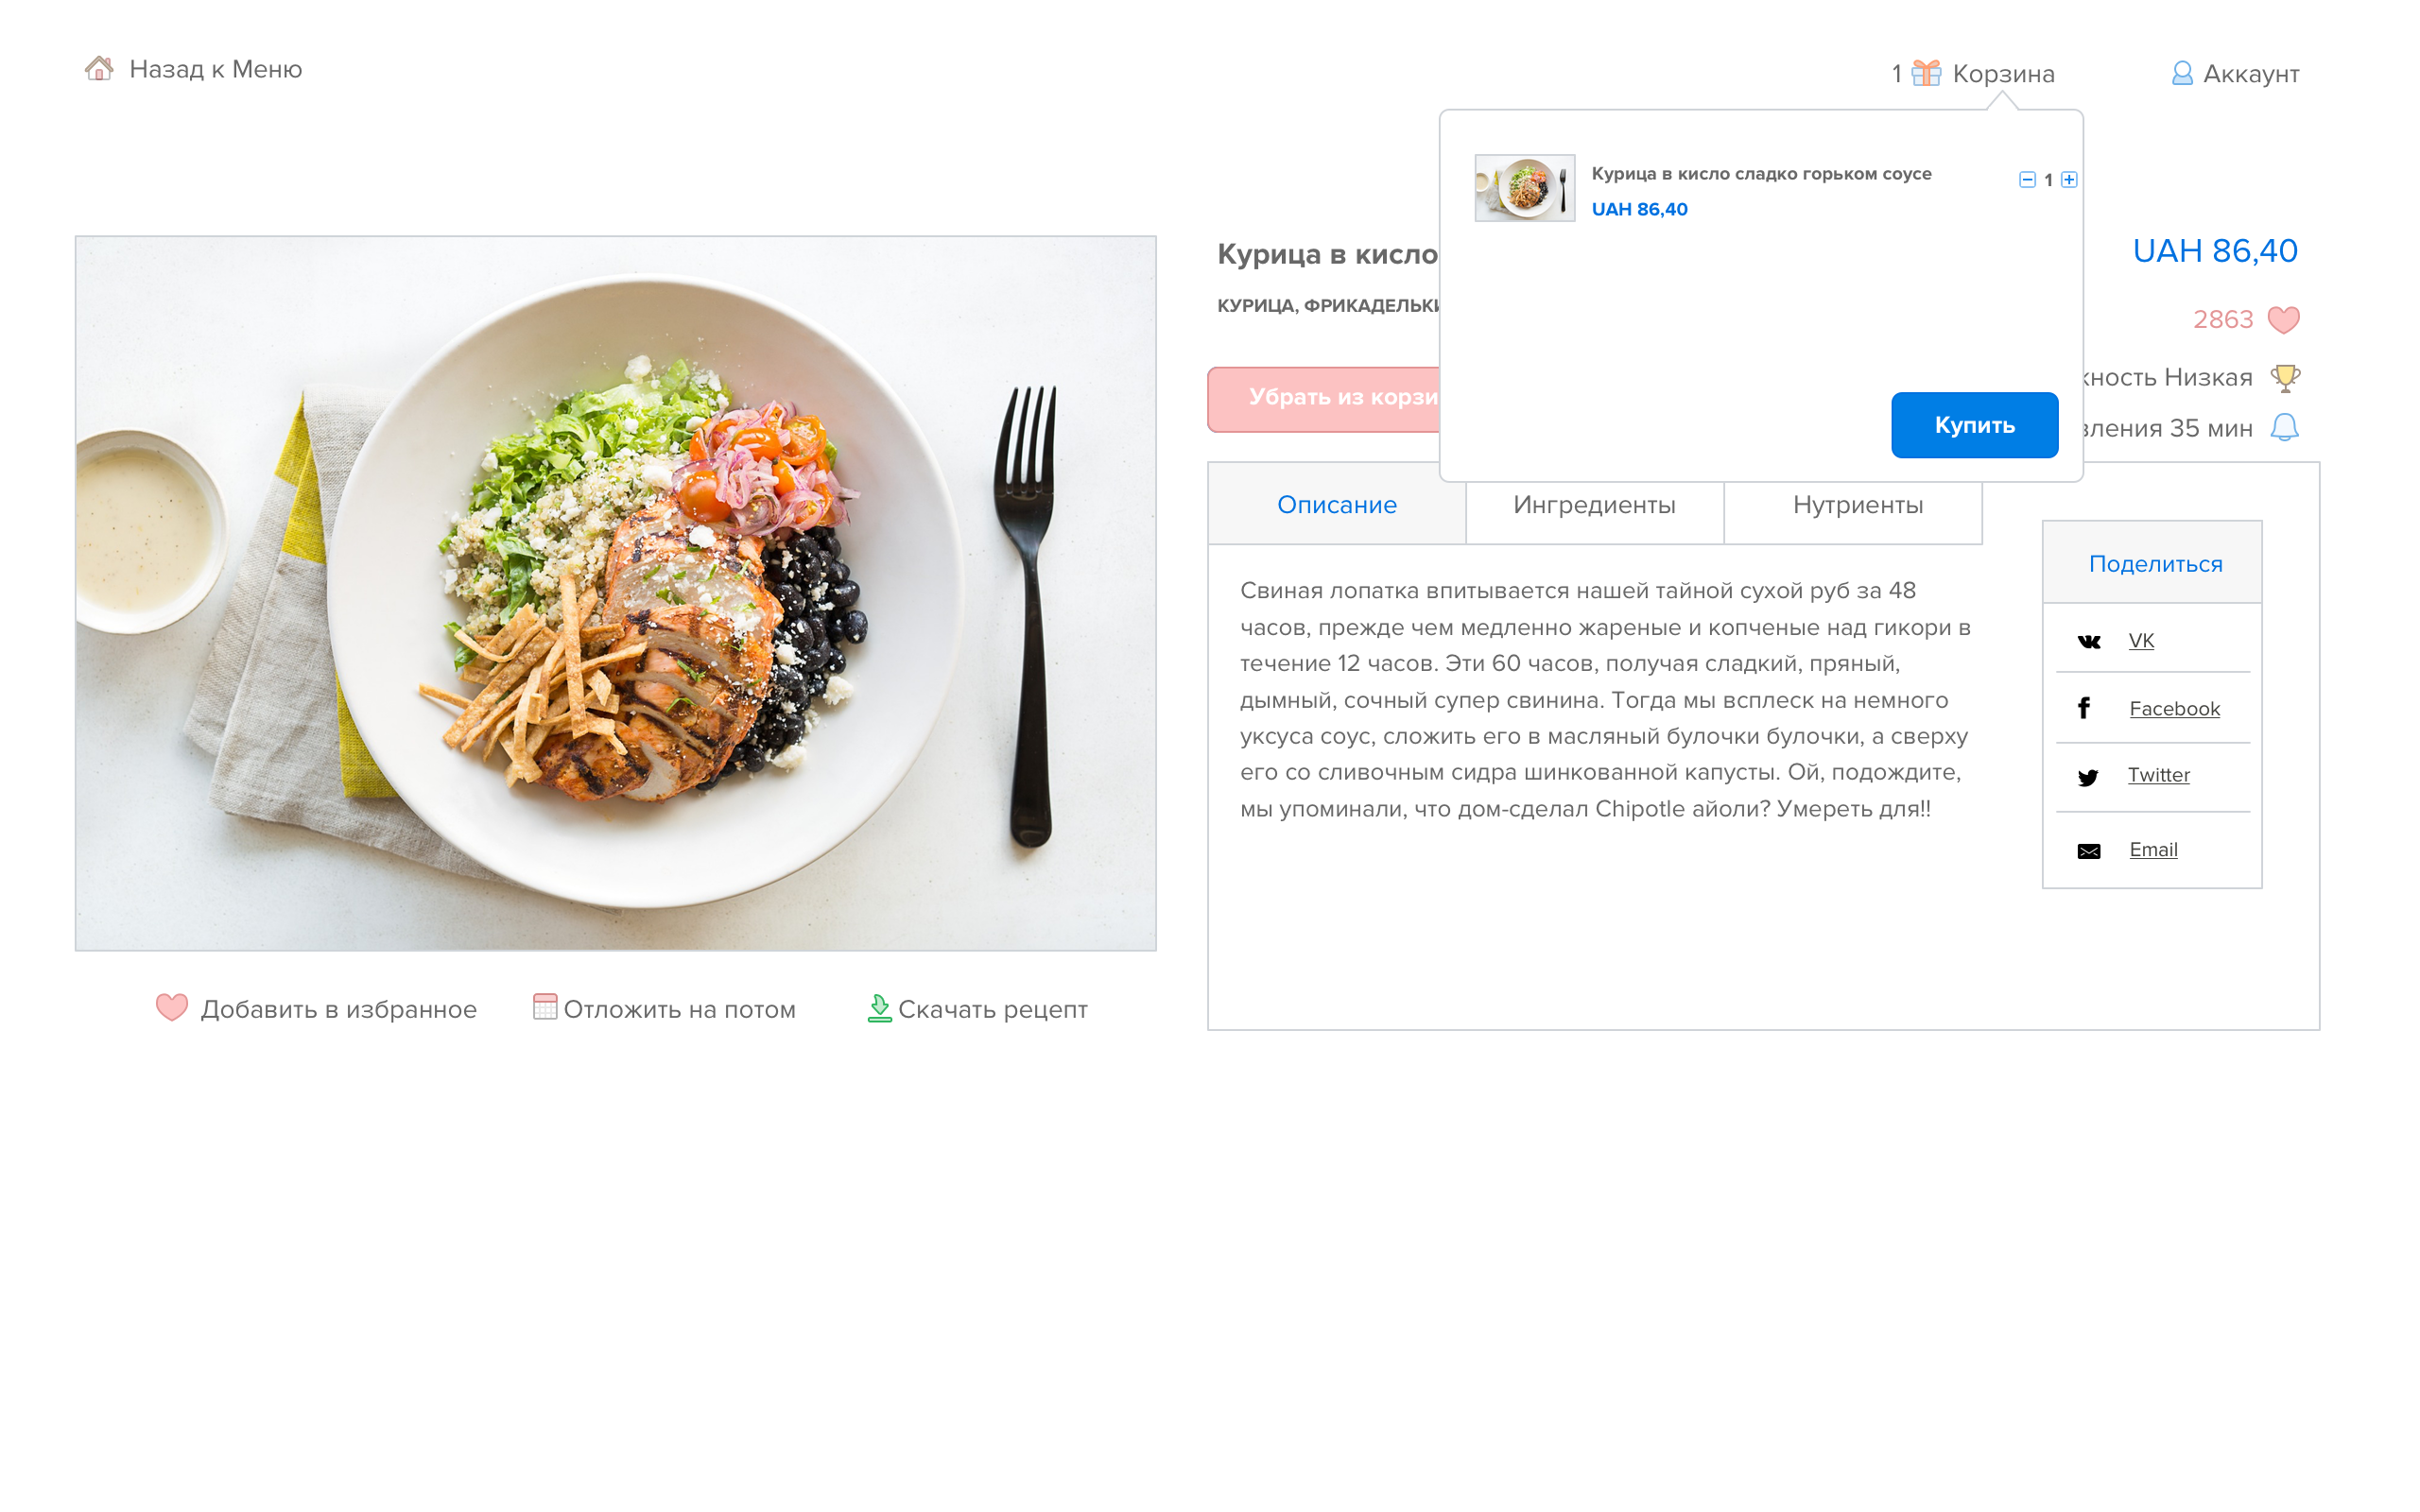 Назад к Меню
1 Корзина
Аккаунт
Курица в кисло сладко горьком соусе
1
UAH 86,40
Купить
Курица в кисло
UAH 86,40
КУРИЦА, ФРИКАДЕЛЬКИ
2863
Убрать из корзи
жность Низкая
вления 35 мин
Описание
Ингредиенты
Нутриенты
Свиная лопатка впитывается нашей тайной сухой руб за 48
часов, прежде чем медленно жареные и копченые над гикори в
течение 12 часов. Эти 60 часов, получая сладкий, пряный,
дымный, сочный супер свинина. Тогда мы всплеск на немного
уксуса соус, сложить его в масляный булочки булочки, а сверху
его со сливочным сидра шинкованной капусты. Ой, подождите,
мы упоминали, что дом-сделал Chipotle айоли? Умереть для!!
Поделиться
VK
Facebook
Twitter
Email
Добавить в избранное
Отложить на потом
Скачать рецепт